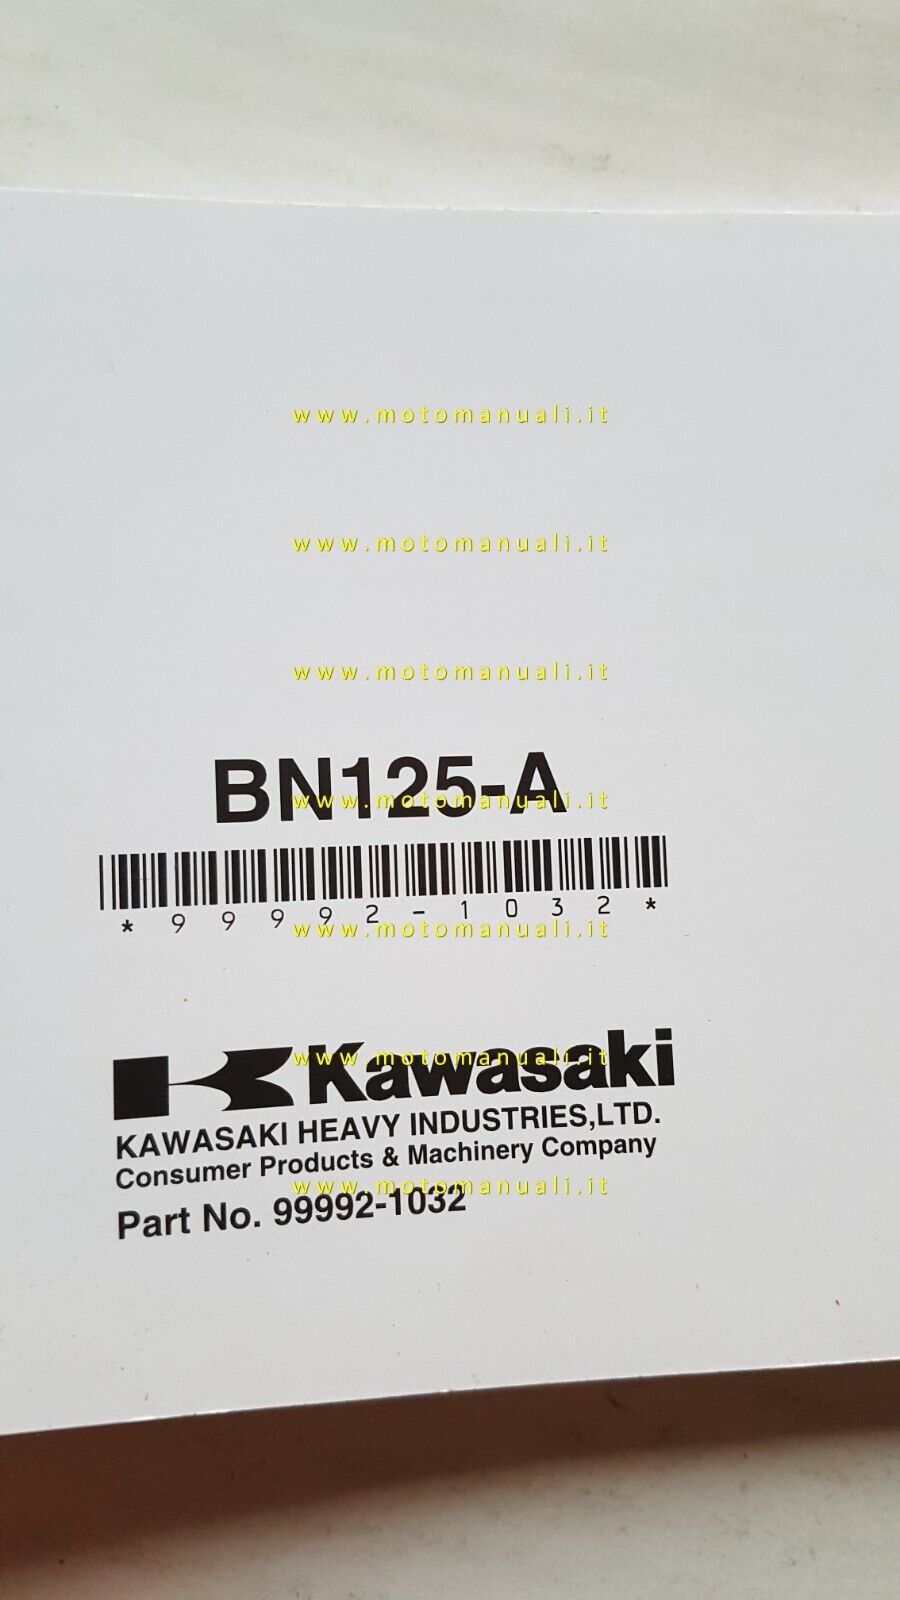 www.motomanuali.it
www.motomanuali.it
www.motomanuali.it
BN125-A
www.motomanuali.it
*99992-1032*
www.motomanuali.it
Kawasaki
www.motomanuali.it
KAWASAKI HEAVY INDUSTRIES,LTD.
Consumer Products & Machinery Company
www.motomanuali.it
Part No. 99992-1032